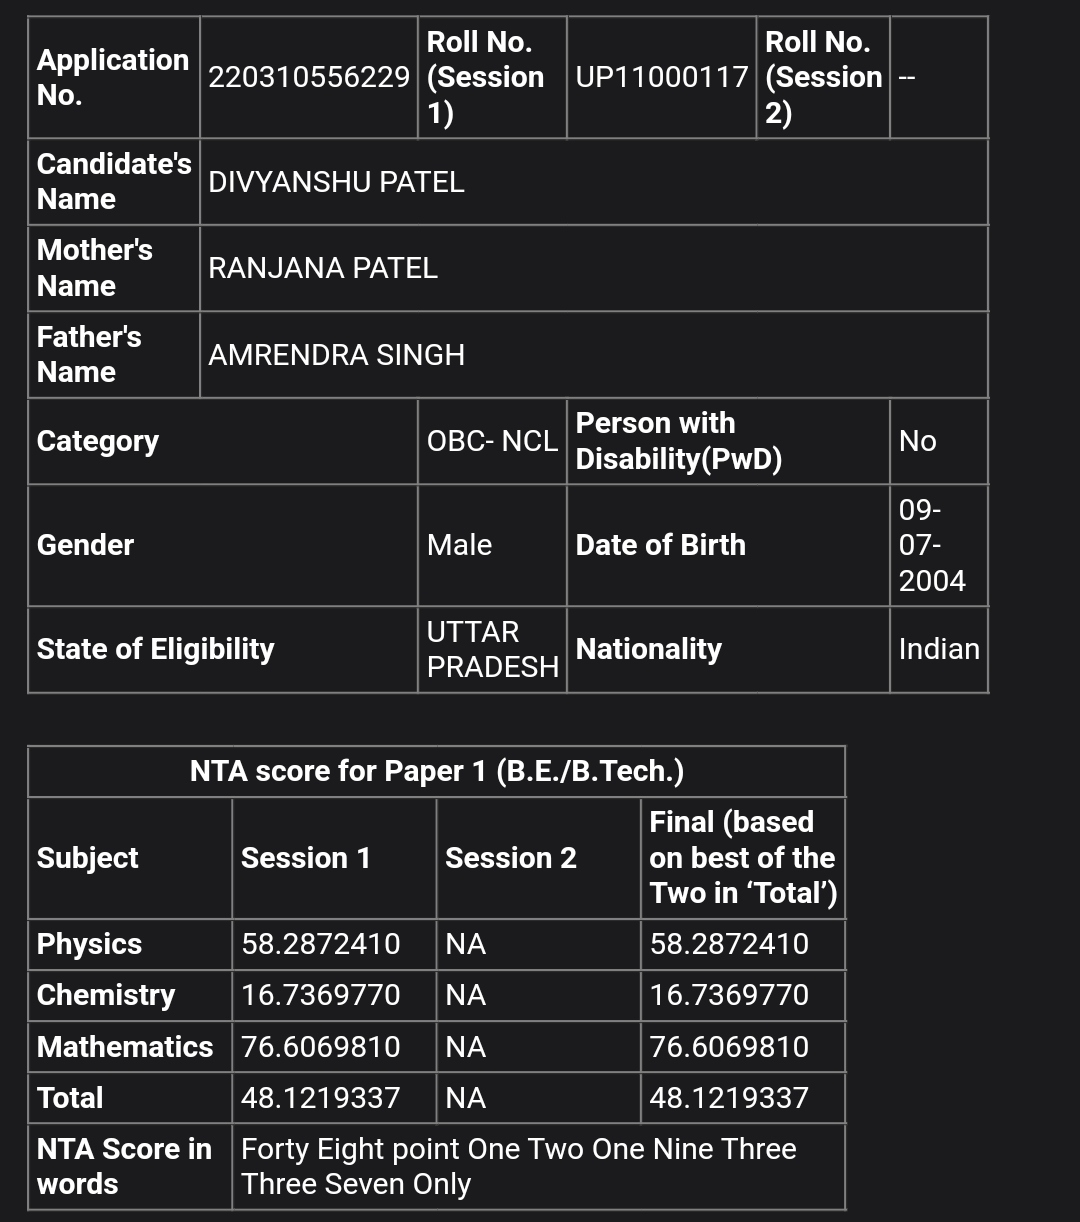 Application No.
220310556229
Roll No. (Session 1)
UP11000117
Roll No. (Session 2)
--
Candidate's Name
DIVYANSHU PATEL
Mother's Name
RANJANA PATEL
Father's Name
AMRENDRA SINGH
Category
OBC- NCL
Person with Disability(PwD)
No
Gender
Male
Date of Birth
09-07-2004
State of Eligibility
UTTAR PRADESH
Nationality
Indian
NTA score for Paper 1 (B.E./B.Tech.)
Subject
Session 1
Session 2
Final (based on best of the Two in ‘Total’)
Physics
58.2872410
NA
58.2872410
Chemistry
16.7369770
NA
16.7369770
Mathematics
76.6069810
NA
76.6069810
Total
48.1219337
NA
48.1219337
NTA Score in words
Forty Eight point One Two One Nine Three
Three Seven Only